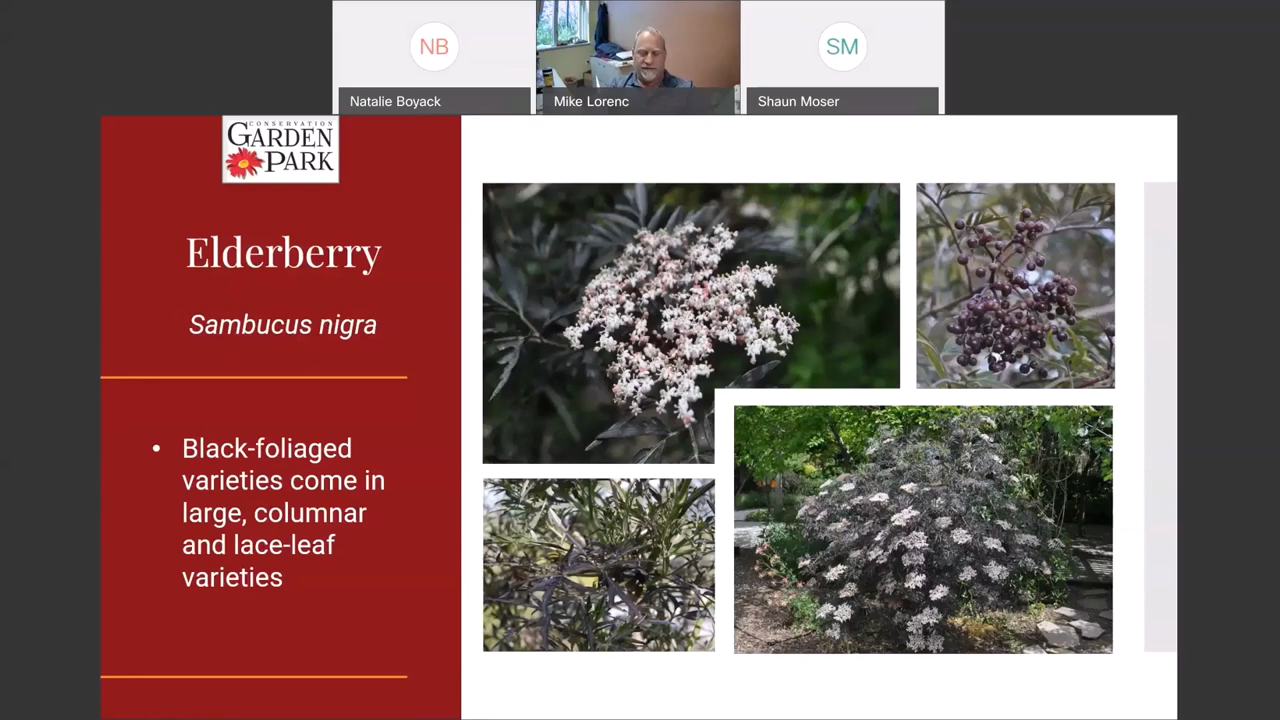 NB
SM
Natalie Boyack
Mike Lorenc
Shaun Moser
CONSERVATION
GARDEN
PARK
Elderberry
Sambucus nigra
• Black-foliaged
varieties come in
large, columnar
and lace-leaf
varieties